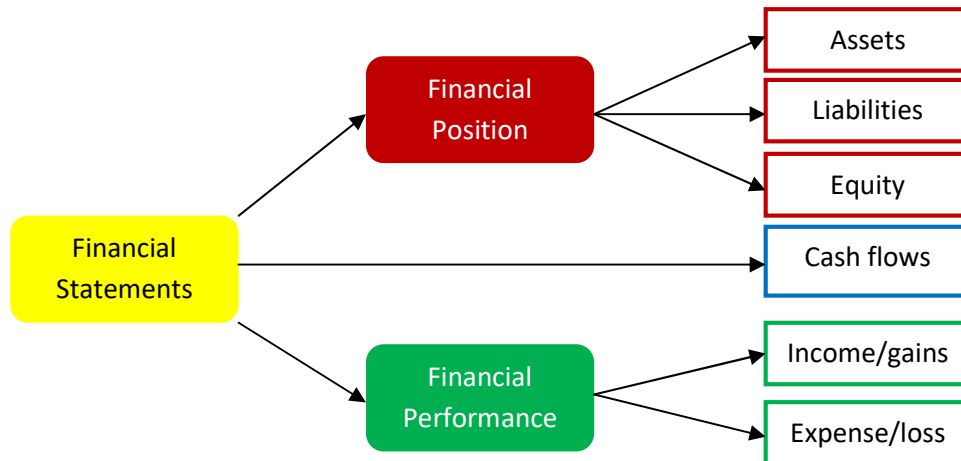 Financial
Statements
Financial
Position
Assets
Liabilities
Equity
Cash flows
Financial
Performance
Income/gains
Expense/loss